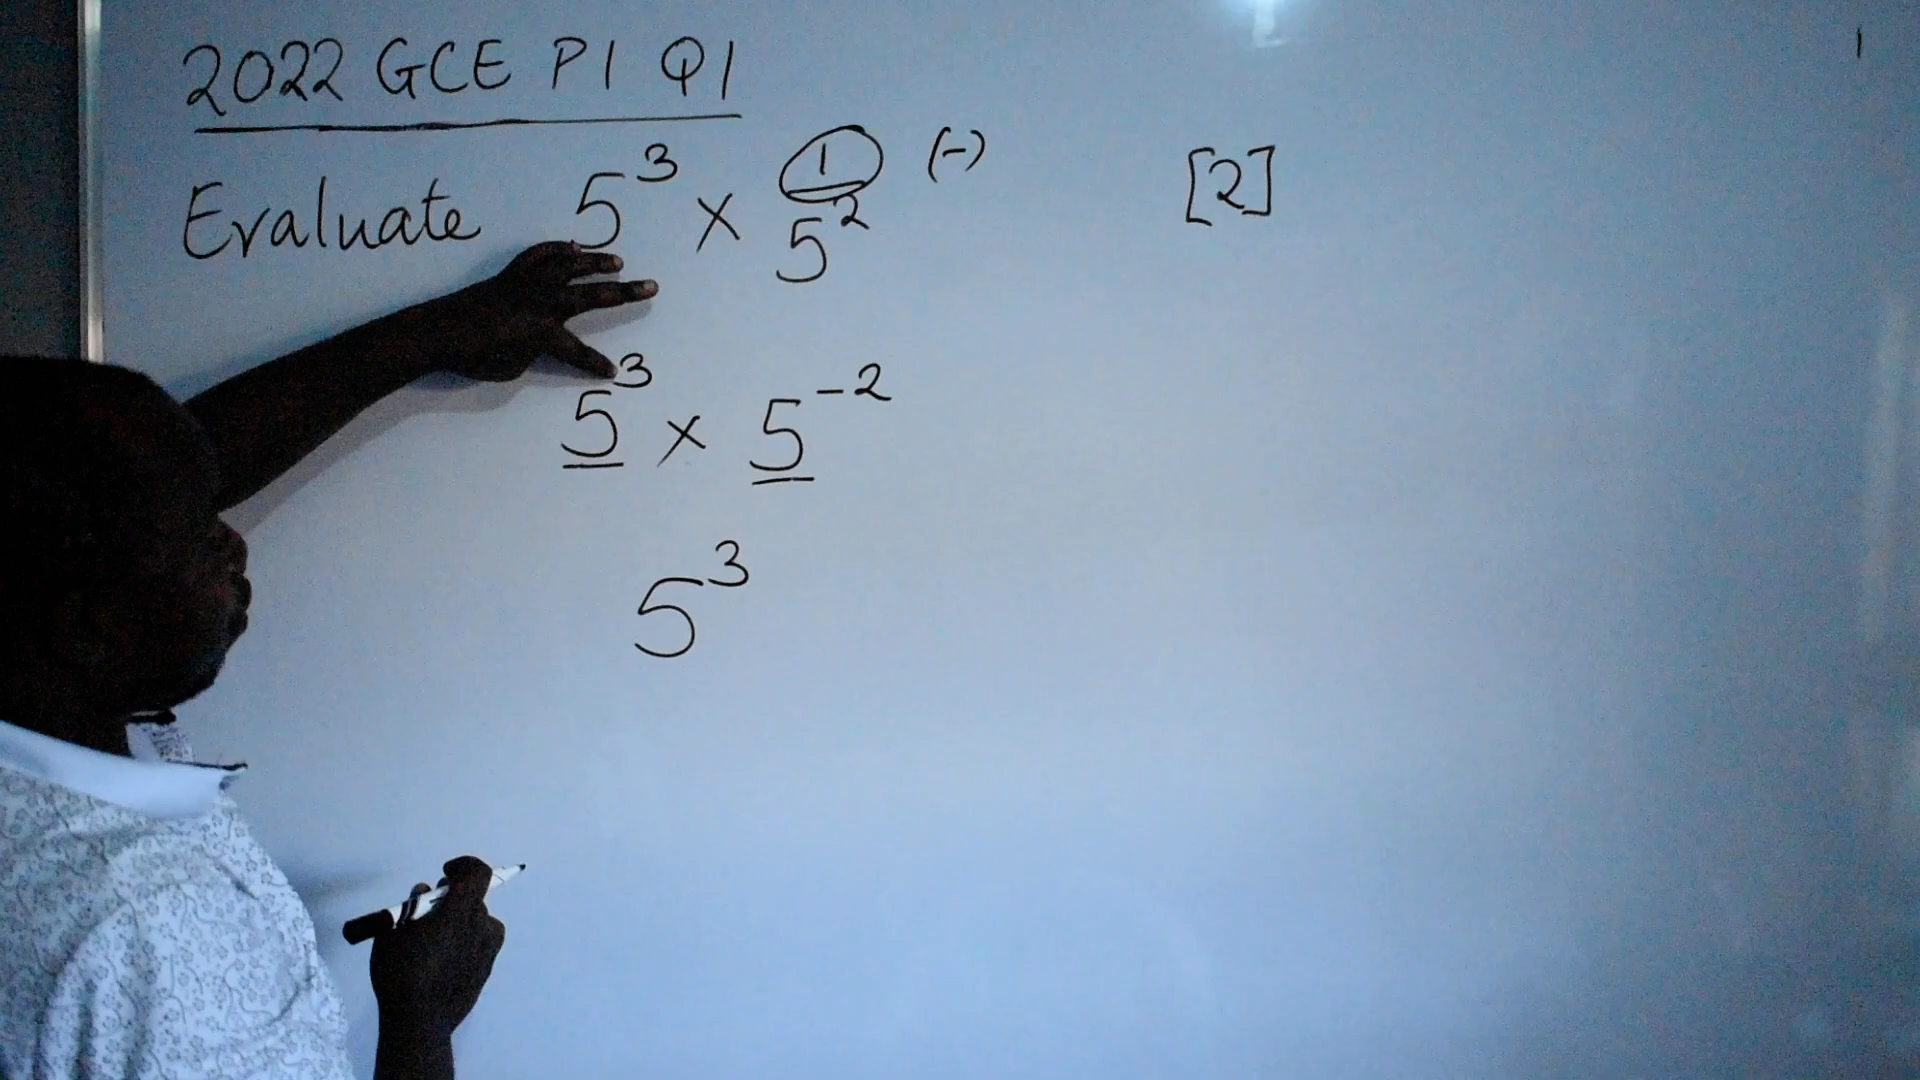 2022 GCE P1 Q1
Evaluate 5³ × 1/5² (-) [2]
5³ × 5⁻²
5³